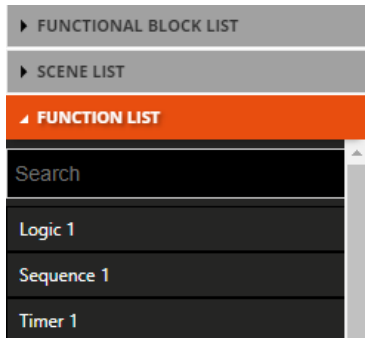 FUNCTIONAL BLOCK LIST
SCENE LIST
FUNCTION LIST
Search
Logic 1
Sequence 1
Timer 1